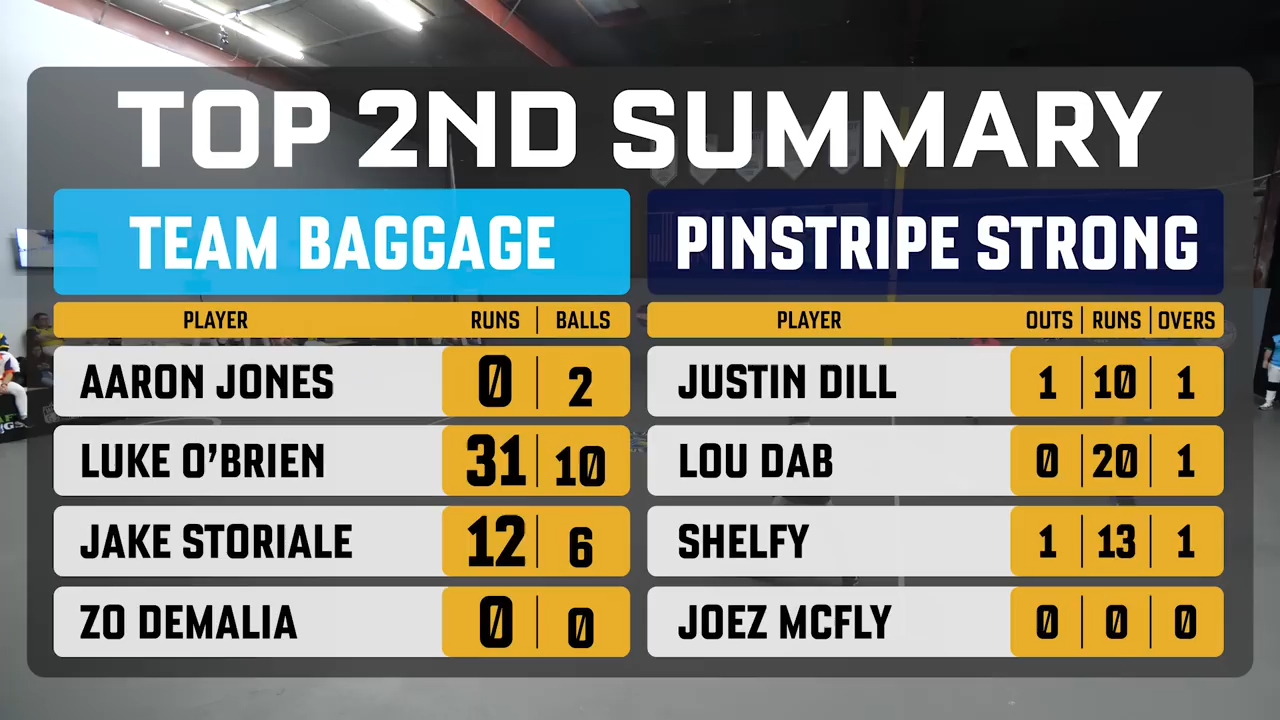 TOP 2ND SUMMARY
TEAM BAGGAGE
PLAYER RUNS BALLS
AARON JONES 0 2
LUKE O'BRIEN 31 10
JAKE STORIALE 12 6
ZO DEMALIA 0 0
PINSTRIPE STRONG
PLAYER OUTS RUNS OVERS
JUSTIN DILL 1 10 1
LOU DAB 0 20 1
SHELFY 1 13 1
JOEZ MCFLY 0 0 0